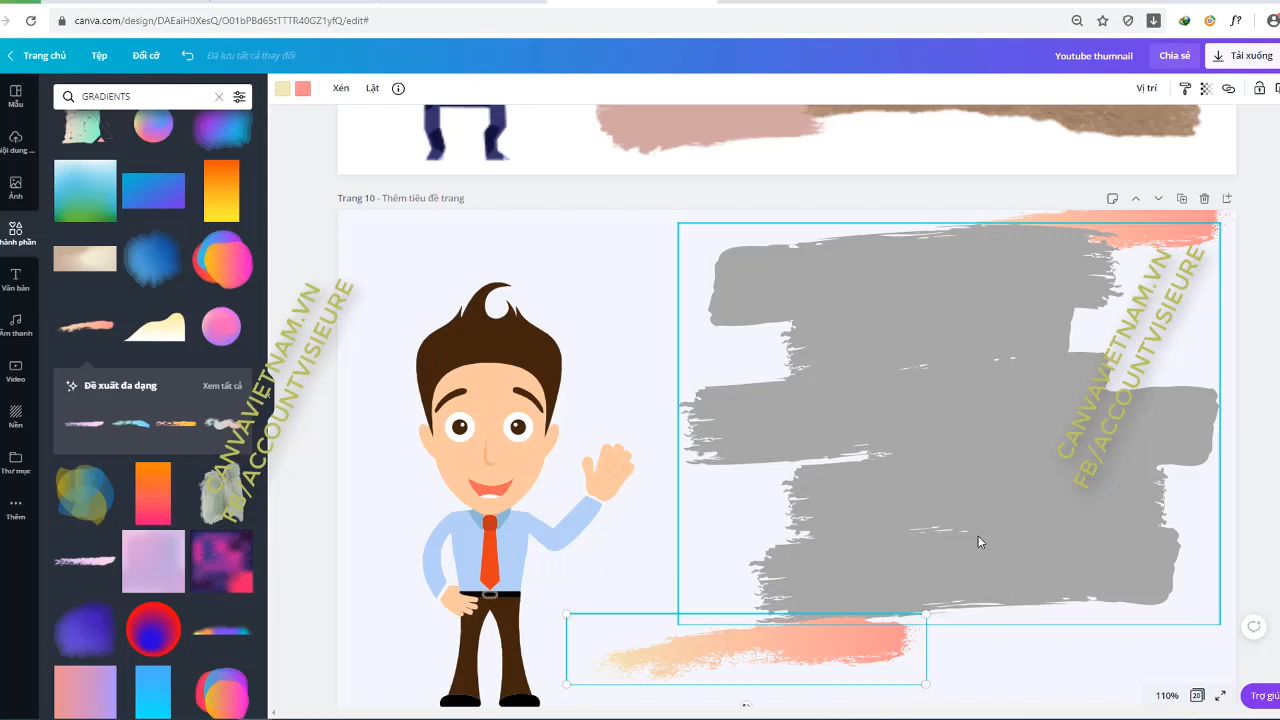 canva.com/design/DAEaiH0XesQ/O01bPBd65tTTTR40GZ1yfQ/edit#
Trang chủ
Tệp
Đổi cỡ
Đã lưu tất cả thay đổi
Youtube thumnail
Chia sẻ
Tải xuống
Mẫu
GRADIENTS
Xén
Lật
Vị trí
Nội dung ...
Ảnh
Thành phần
Văn bản
Âm thanh
Video
Nền
Thư mục
Thêm
Đề xuất đa dạng
Xem tất cả
Trang 10 - Thêm tiêu đề trang
CANVAVIETNAM.VN
FB/ACCOUNTVISIEURE
CANVAVIETNAM.VN
FB/ACCOUNTVISIEURE
110%
20
Trợ giú